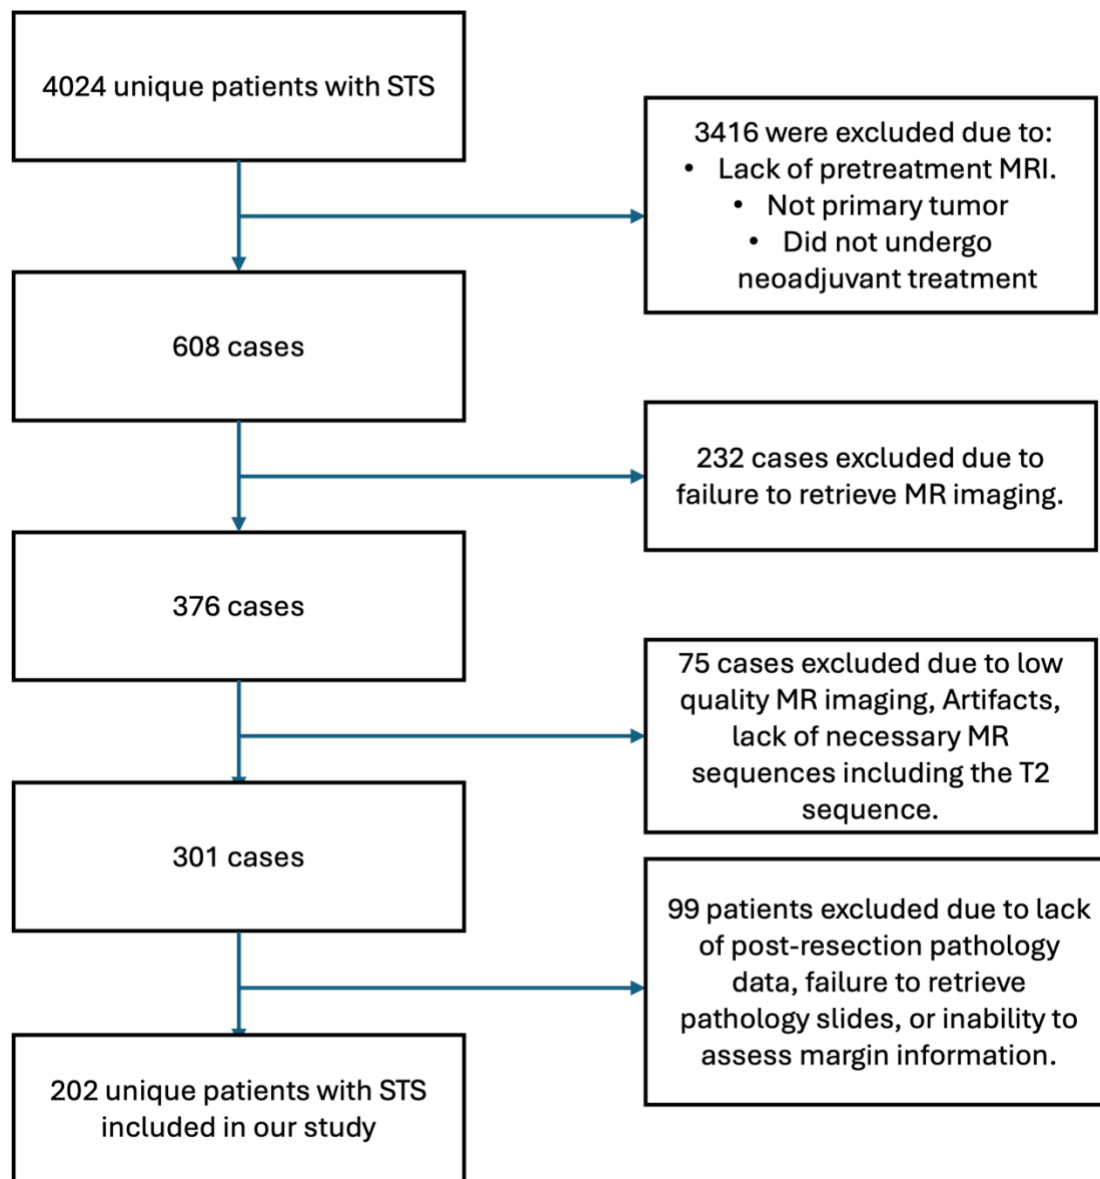 4024 unique patients with STS
3416 were excluded due to:
• Lack of pretreatment MRI.
• Not primary tumor
• Did not undergo
neoadjuvant treatment
608 cases
232 cases excluded due to
failure to retrieve MR imaging.
376 cases
75 cases excluded due to low
quality MR imaging, Artifacts,
lack of necessary MR
sequences including the T2
sequence.
301 cases
99 patients excluded due to lack
of post-resection pathology
data, failure to retrieve
pathology slides, or inability to
assess margin information.
202 unique patients with STS
included in our study